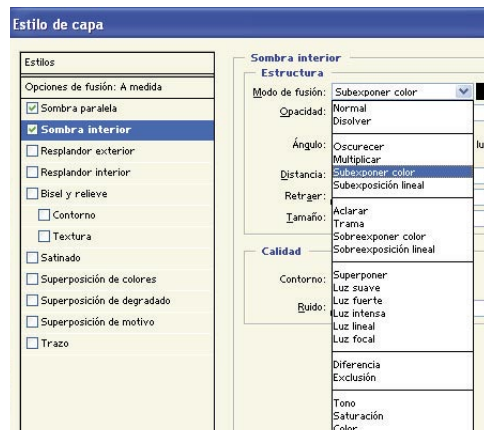 Estilo de capa
Estilos
Opciones de fusión: A medida
Sombra paralela
Sombra interior
Resplandor exterior
Resplandor interior
Bisel y relieve
Contorno
Textura
Satinado
Superposición de colores
Superposición de degradado
Superposición de motivo
Trazo
Sombra interior
Estructura
Modo de fusión: Subexponer color
Opacidad:
Ángulo:
lu
Distancia:
Retraer:
Tamaño:
Calidad
Contorno:
Ruido:
Normal
Disolver
Oscurecer
Multiplicar
Subexponer color
Subexposición lineal
Aclarar
Trama
Sobreexponer color
Sobreexposición lineal
Superponer
Luz suave
Luz fuerte
Luz intensa
Luz lineal
Luz focal
Diferencia
Exclusión
Tono
Saturación
Color